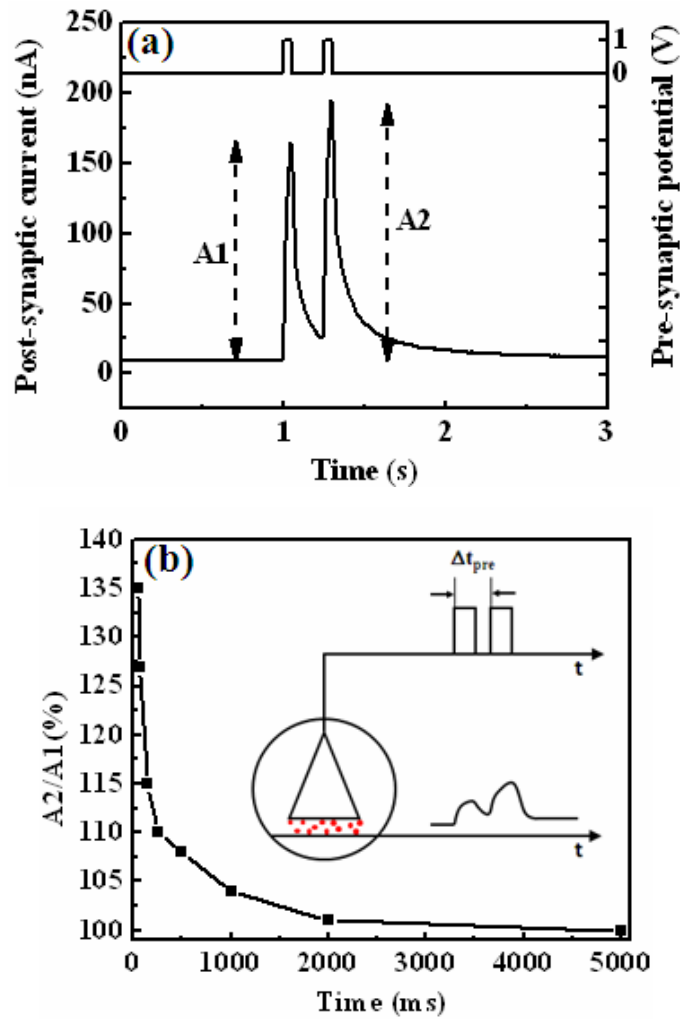 (a)
250
200
150
100
50
0
Post-synaptic current (nA)
1
0
Pre-synaptic potential (V)
A1
A2
0 1 2 3
Time (s)
(b)
140
135
130
125
120
115
110
105
100
A2/A1(%)
Δt_pre
t
t
0 1000 2000 3000 4000 5000
Time (ms)